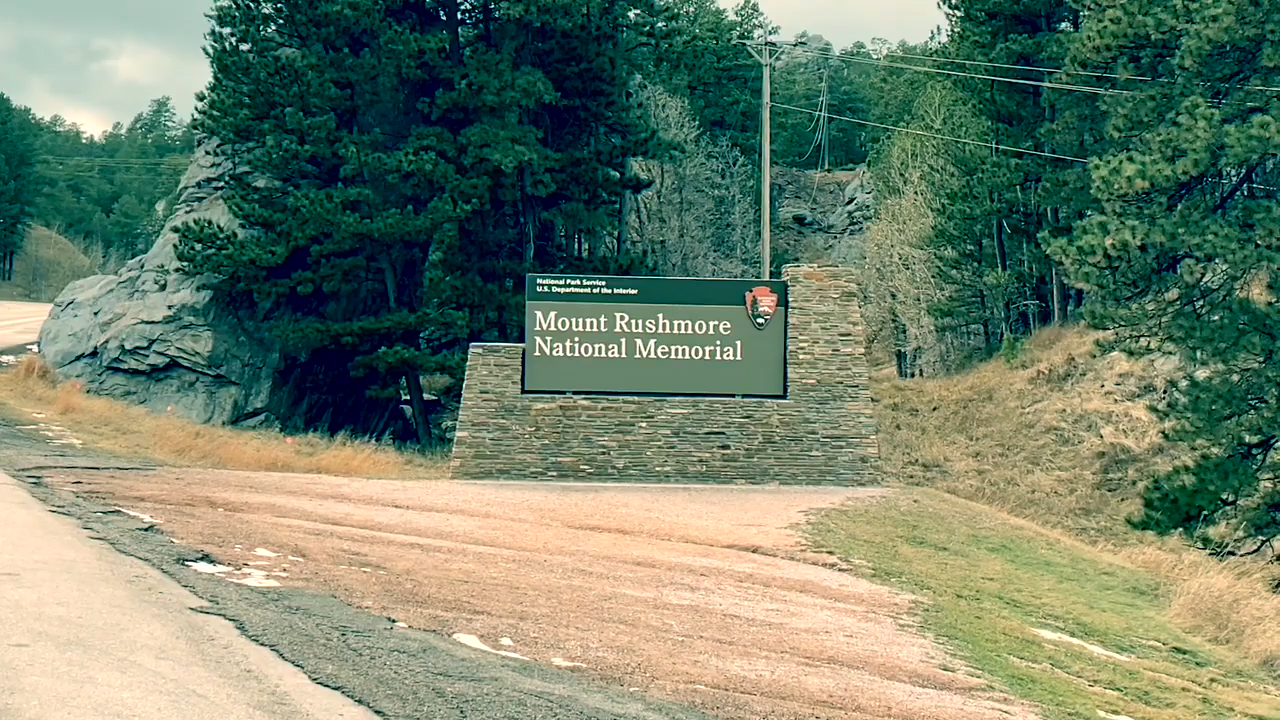 National Park Service
U.S. Department of the Interior
Mount Rushmore
National Memorial